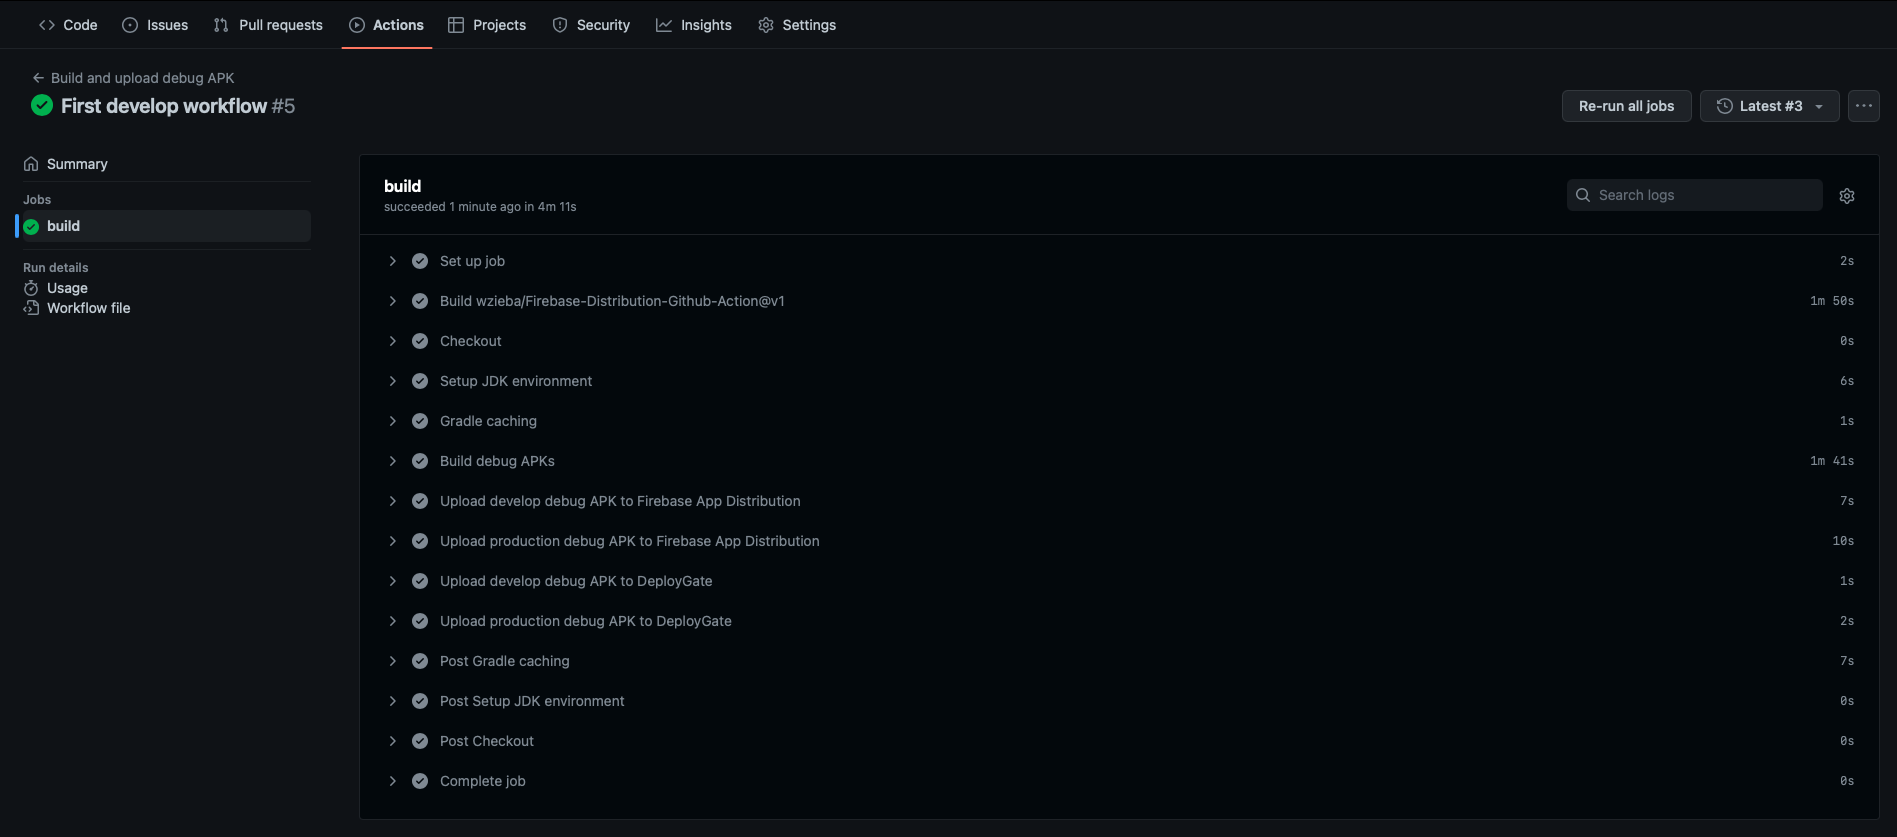 Code Issues Pull requests Actions Projects Security Insights Settings
Build and upload debug APK
First develop workflow #5
Re-run all jobs Latest #3
Summary
Jobs
build
Run details
Usage
Workflow file
build
succeeded 1 minute ago in 4m 11s
Search logs
Set up job 2s
Build wzieba/Firebase-Distribution-Github-Action@v1 1m 50s
Checkout 0s
Setup JDK environment 6s
Gradle caching 1s
Build debug APKs 1m 41s
Upload develop debug APK to Firebase App Distribution 7s
Upload production debug APK to Firebase App Distribution 10s
Upload develop debug APK to DeployGate 1s
Upload production debug APK to DeployGate 2s
Post Gradle caching 7s
Post Setup JDK environment 0s
Post Checkout 0s
Complete job 0s